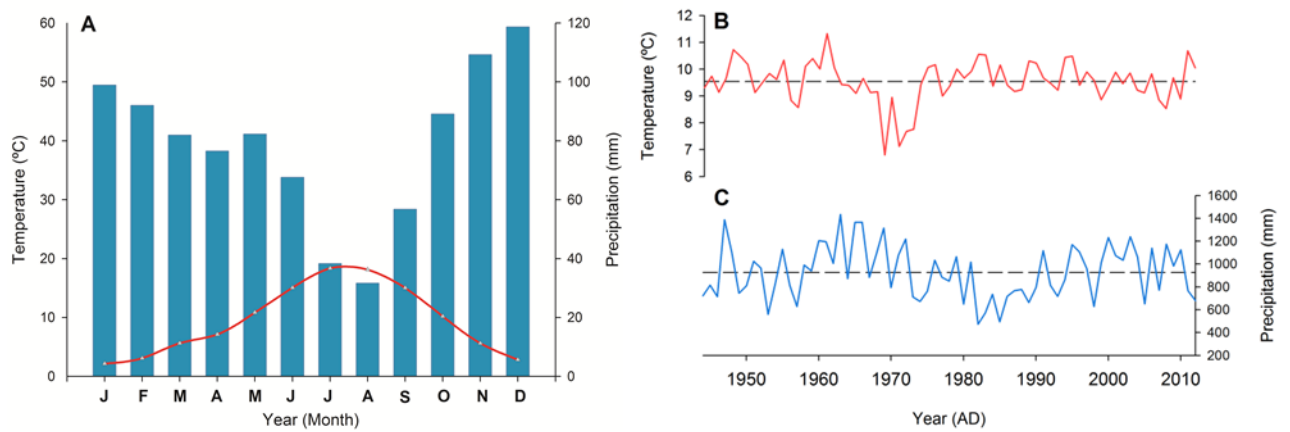 A
Temperature (ºC)
60
50
40
30
20
10
0
120
100
80
60
40
20
0
Precipitation (mm)
J F M A M J J A S O N D
Year (Month)
B
Temperature (ºC)
12
11
10
9
8
7
6
C
1600
1400
1200
1000
800
600
400
200
Precipitation (mm)
1950 1960 1970 1980 1990 2000 2010
Year (AD)